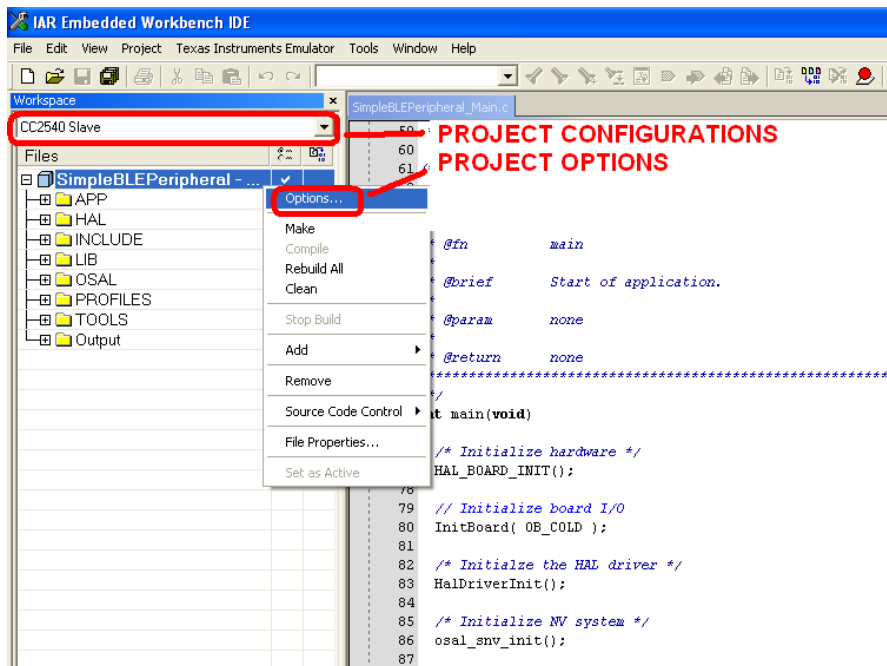 IAR Embedded Workbench IDE
File Edit View Project Texas Instruments Emulator Tools Window Help
Workspace
CC2540 Slave
Files
SimpleBLEPeripheral - ...
APP
HAL
INCLUDE
LIB
OSAL
PROFILES
TOOLS
Output
Options...
Make
Compile
Rebuild All
Clean
Stop Build
Add
Remove
Source Code Control
File Properties...
Set as Active
PROJECT CONFIGURATIONS
PROJECT OPTIONS
SimpleBLEPeripheral_Main.c
59
60
61
* @fn main
*
* @brief Start of application.
*
* @param none
*
* @return none
**********************************************************
*/
t main(void)
/* Initialize hardware */
HAL_BOARD_INIT();
78
79 // Initialize board I/O
80 InitBoard( OB_COLD );
81
82 /* Initialze the HAL driver */
83 HalDriverInit();
84
85 /* Initialize NV system */
86 osal_snv_init();
87